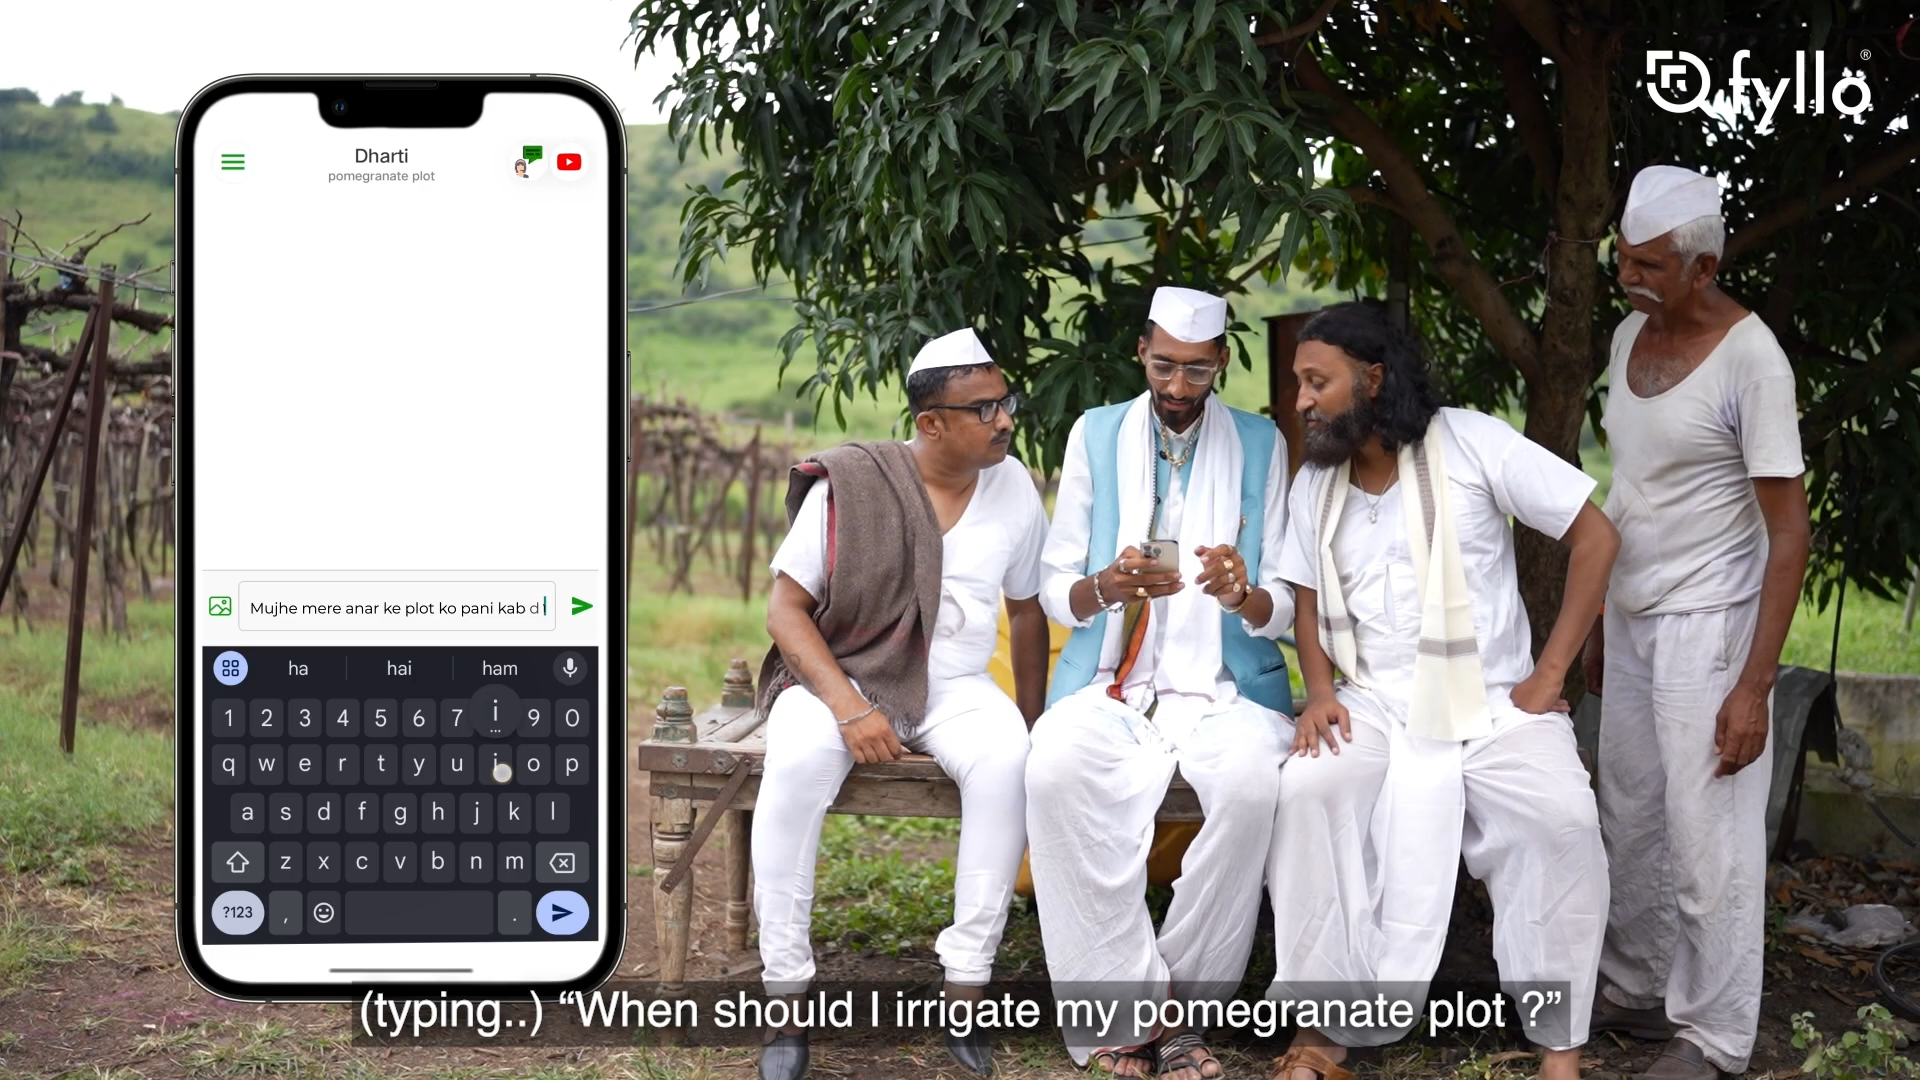 fyllo®
Dharti
pomegranate plot
Mujhe mere anar ke plot ko pani kab d
ha hai ham
i
1 2 3 4 5 6 7 9 0
q w e r t y u i o p
a s d f g h j k l
z x c v b n m
?123 , .
(typing..) “When should I irrigate my pomegranate plot ?”